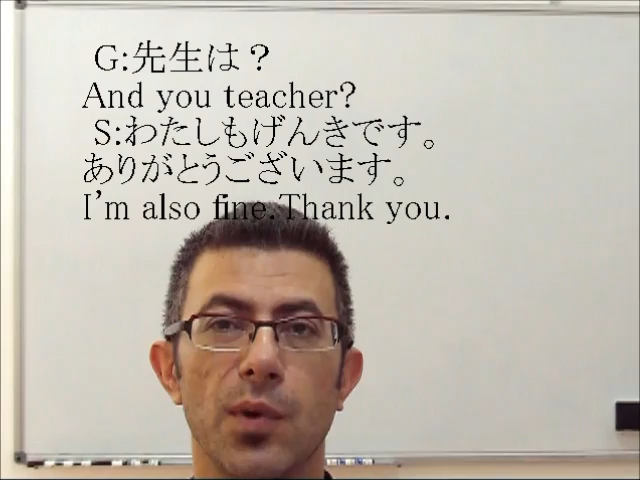 G:先生は？
And you teacher?
S:わたしもげんきです。
ありがとうございます。
I'm also fine.Thank you.